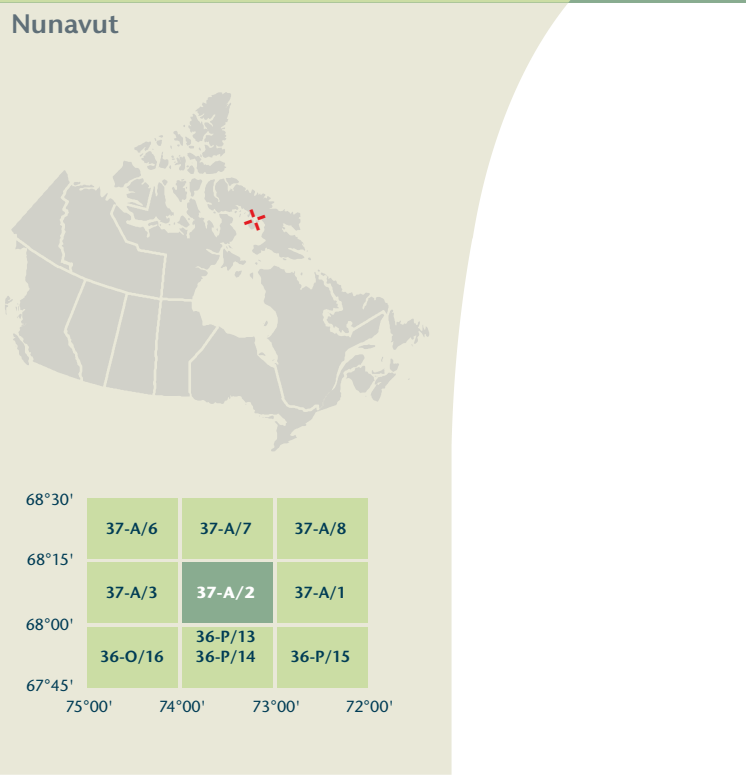 Nunavut
68°30'
37-A/6 37-A/7 37-A/8
68°15'
37-A/3 37-A/2 37-A/1
68°00'
36-P/13
36-O/16 36-P/14 36-P/15
67°45'
75°00' 74°00' 73°00' 72°00'